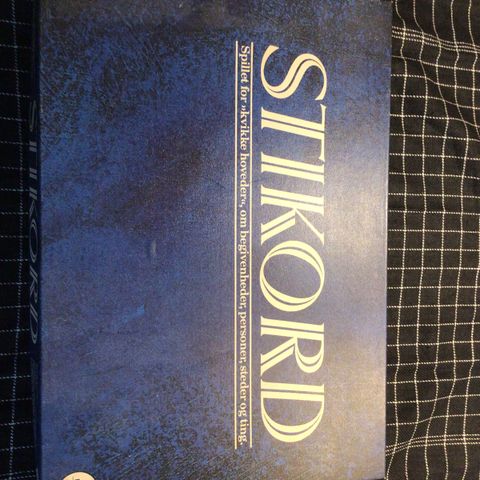 STIKORD
Spillet for »kvikke hoveder«, om begivenheder, personer, steder og ting.
STIKORD